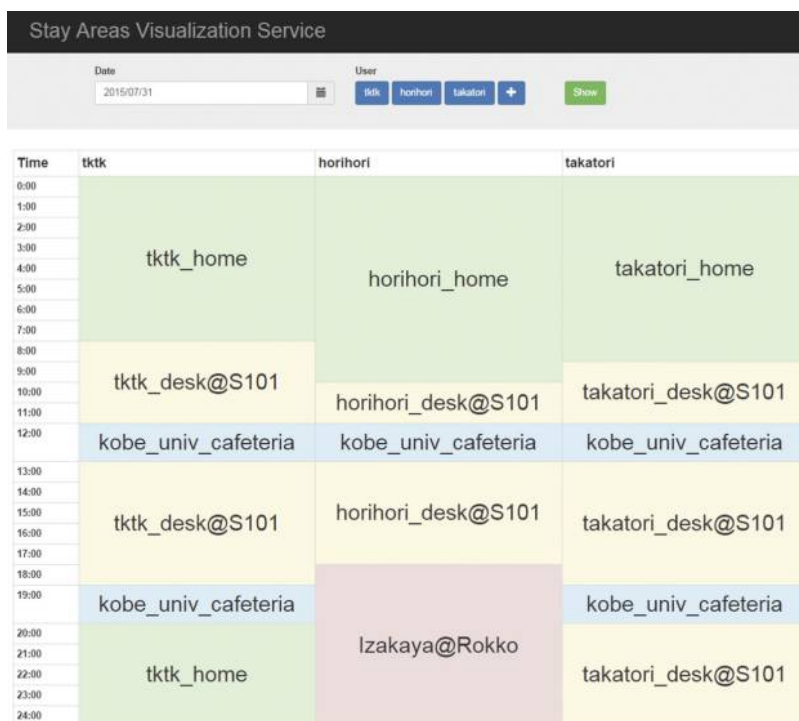 Stay Areas Visualization Service
Date
User
2015/07/31
tktk horihori takatori +
Show
Time tktk horihori takatori
0:00
1:00
2:00
3:00
tktk_home
4:00
takatori_home
horihori_home
5:00
6:00
7:00
8:00
9:00
tktk_desk@S101
10:00
takatori_desk@S101
horihori_desk@S101
11:00
12:00
kobe_univ_cafeteria kobe_univ_cafeteria kobe_univ_cafeteria
13:00
14:00
15:00
horihori_desk@S101
tktk_desk@S101 takatori_desk@S101
16:00
17:00
18:00
19:00
kobe_univ_cafeteria kobe_univ_cafeteria
20:00
21:00
Izakaya@Rokko
22:00
tktk_home takatori_desk@S101
23:00
24:00